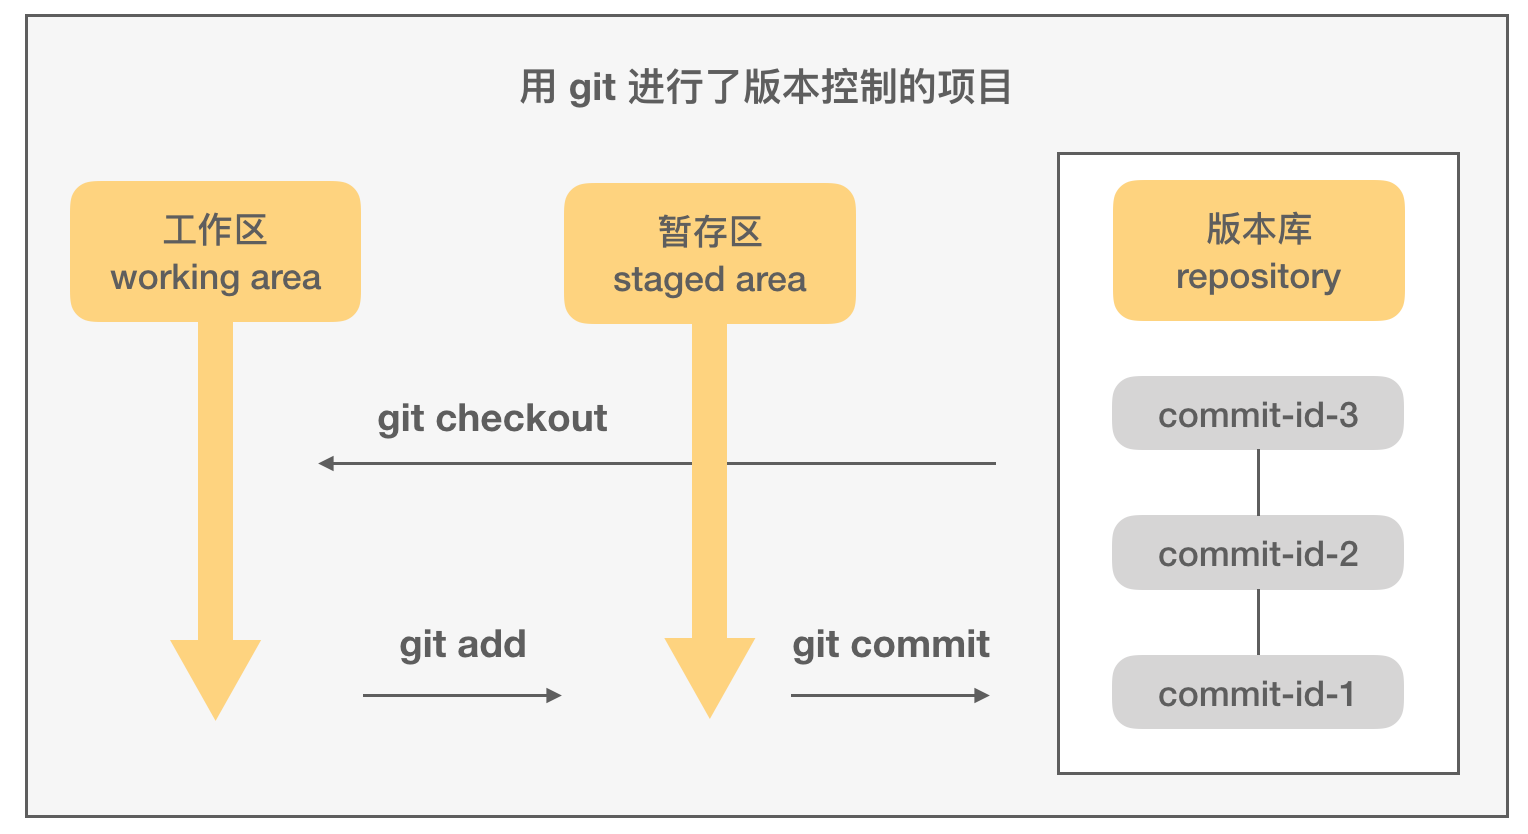 用 git 进行了版本控制的项目
工作区
working area
暂存区
staged area
版本库
repository
git checkout
commit-id-3
commit-id-2
git add
git commit
commit-id-1